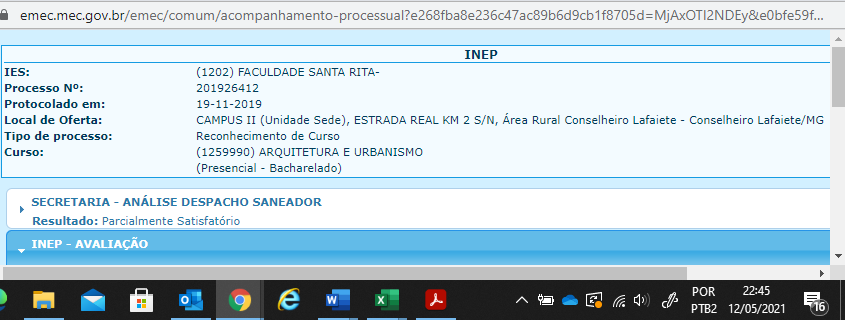 emec.mec.gov.br/emec/comum/acompanhamento-processual?e268fba8e236c47ac89b6d9cb1f8705d=MjAxOTI2NDEy&e0bfe59f...
INEP
IES: (1202) FACULDADE SANTA RITA-
Processo Nº: 201926412
Protocolado em: 19-11-2019
Local de Oferta: CAMPUS II (Unidade Sede), ESTRADA REAL KM 2 S/N, Área Rural Conselheiro Lafaiete - Conselheiro Lafaiete/MG
Tipo de processo: Reconhecimento de Curso
Curso: (1259990) ARQUITETURA E URBANISMO
(Presencial - Bacharelado)
SECRETARIA - ANÁLISE DESPACHO SANEADOR
Resultado: Parcialmente Satisfatório
INEP - AVALIAÇÃO
POR 22:45
PTB2 12/05/2021
16